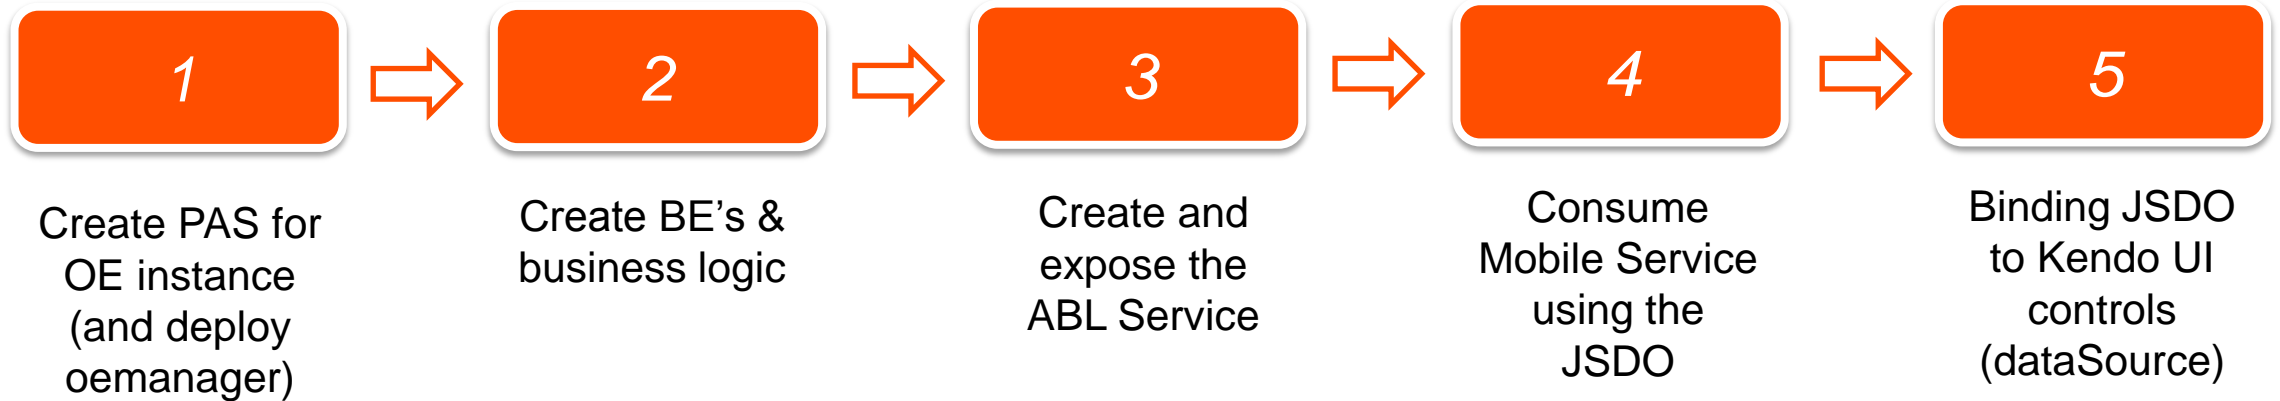 1
2
3
4
5
Create PAS for
OE instance
(and deploy
oemanager)
Create BE’s &
business logic
Create and
expose the
ABL Service
Consume
Mobile Service
using the
JSDO
Binding JSDO
to Kendo UI
controls
(dataSource)